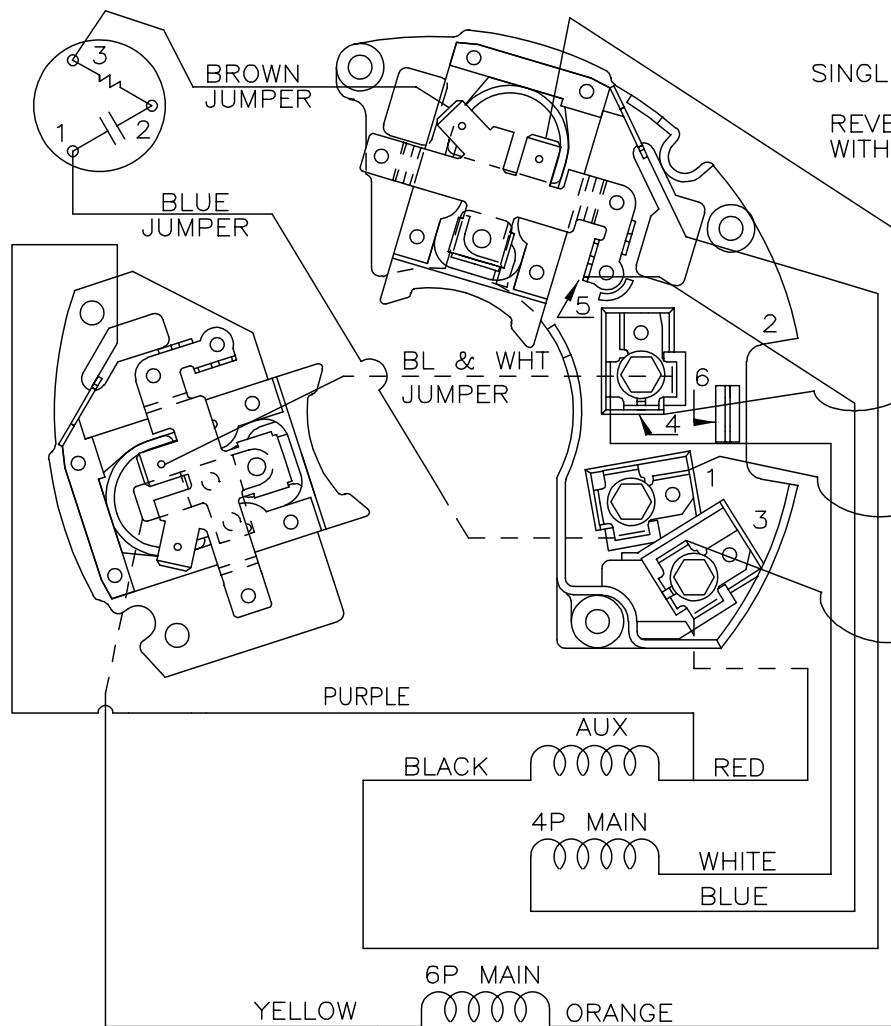 3
1
2
BROWN
JUMPER
SINGL
REVE
WITH
BLUE
JUMPER
5
2
BL & WHT
JUMPER
6
4
1
3
PURPLE
AUX
BLACK
RED
4P MAIN
WHITE
BLUE
6P MAIN
YELLOW
ORANGE